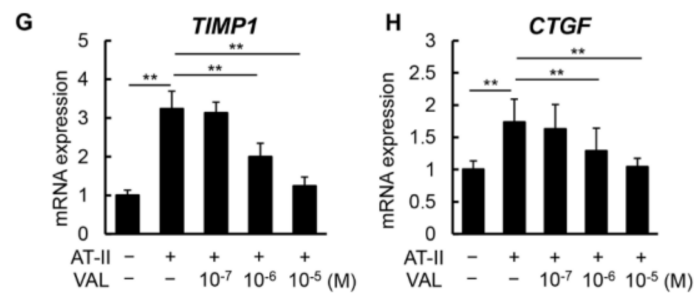 G TIMP1
mRNA expression
5
4
3
2
1
0
**
**
**
AT-II − + + + +
VAL − − 10⁻⁷ 10⁻⁶ 10⁻⁵ (M)
H CTGF
mRNA expression
3
2.5
2
1.5
1
0.5
0
**
**
**
AT-II − + + + +
VAL − − 10⁻⁷ 10⁻⁶ 10⁻⁵ (M)